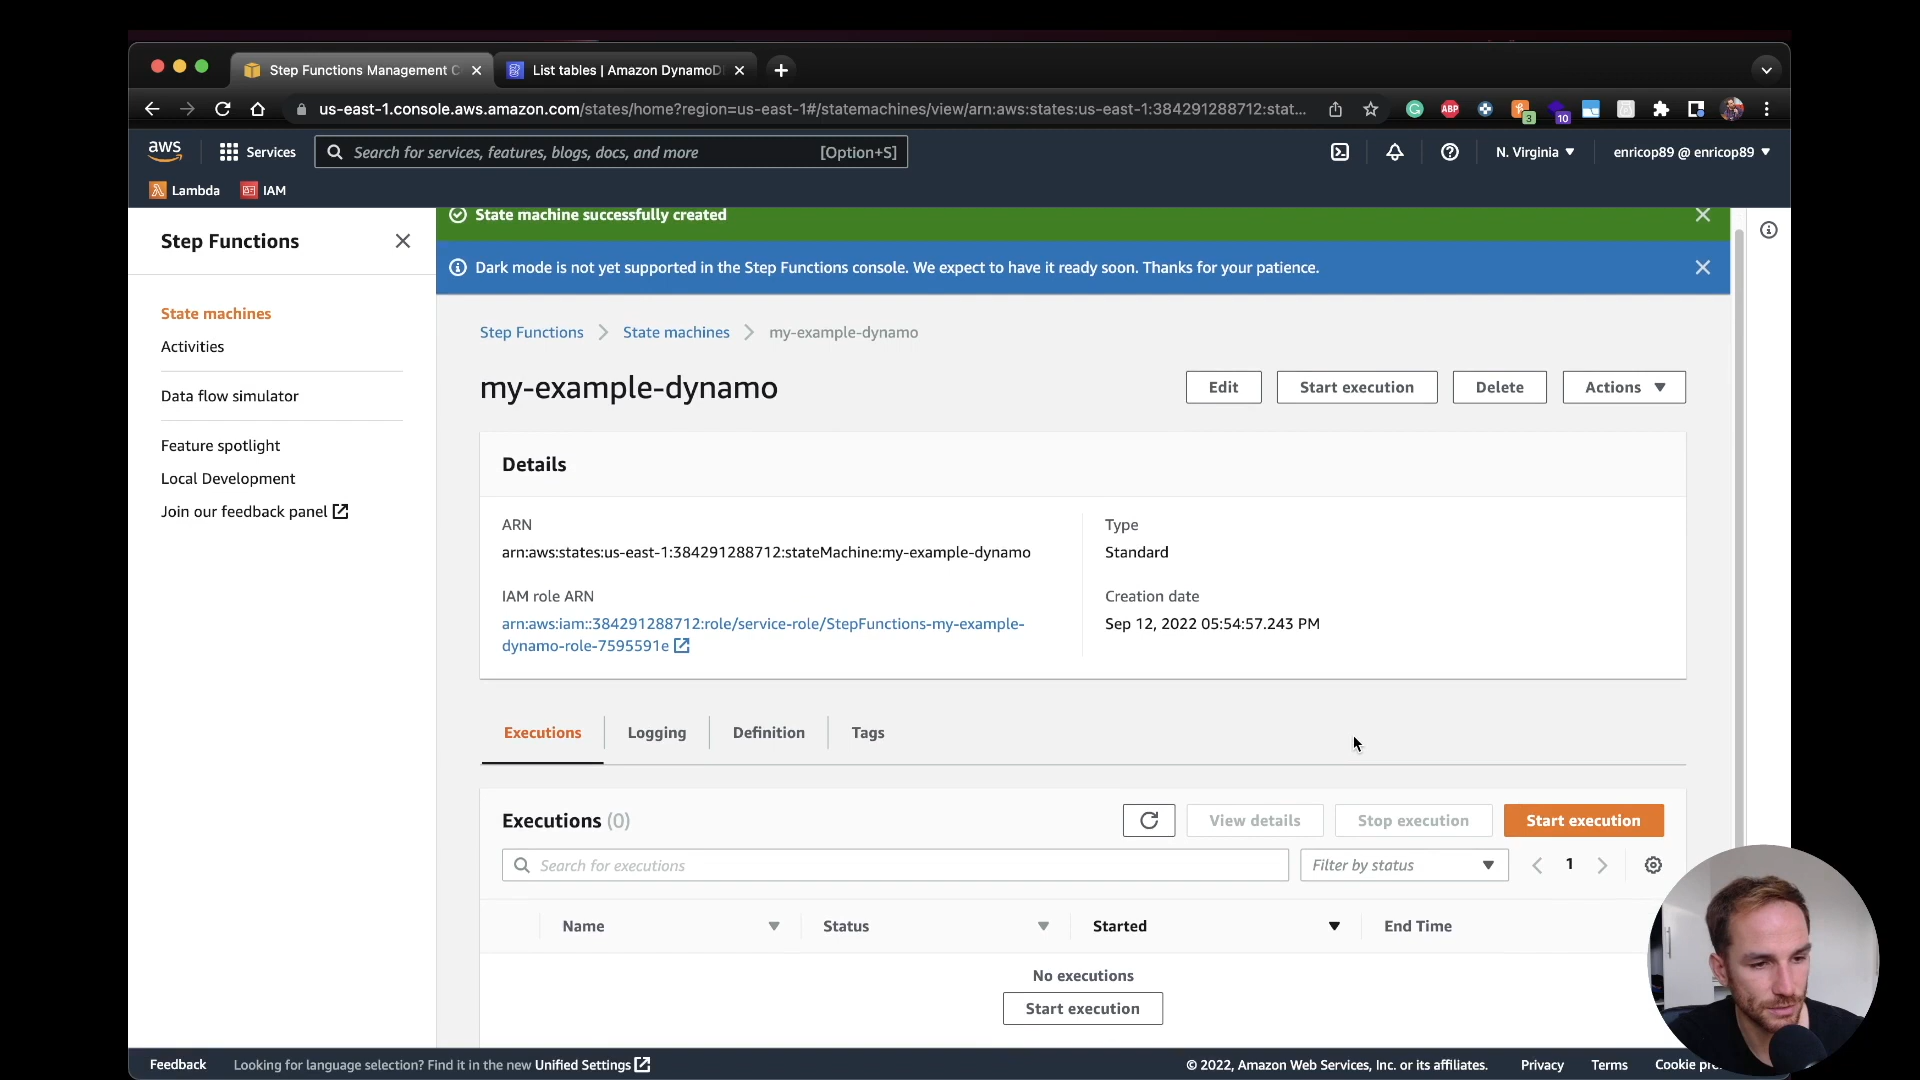 Step Functions Management C
List tables | Amazon DynamoD
us-east-1.console.aws.amazon.com/states/home?region=us-east-1#/statemachines/view/arn:aws:states:us-east-1:384291288712:stat...
ABP
3
10
aws
Services
Search for services, features, blogs, docs, and more
[Option+S]
N. Virginia
enricop89 @ enricop89
Lambda
IAM
Step Functions
State machines
Activities
Data flow simulator
Feature spotlight
Local Development
Join our feedback panel
State machine successfully created
Dark mode is not yet supported in the Step Functions console. We expect to have it ready soon. Thanks for your patience.
Step Functions
State machines
my-example-dynamo
my-example-dynamo
Edit
Start execution
Delete
Actions
Details
ARN
arn:aws:states:us-east-1:384291288712:stateMachine:my-example-dynamo
IAM role ARN
arn:aws:iam::384291288712:role/service-role/StepFunctions-my-example-
dynamo-role-7595591e
Type
Standard
Creation date
Sep 12, 2022 05:54:57.243 PM
Executions
Logging
Definition
Tags
Executions (0)
View details
Stop execution
Start execution
Search for executions
Filter by status
1
Name
Status
Started
End Time
No executions
Start execution
Feedback
Looking for language selection? Find it in the new Unified Settings
© 2022, Amazon Web Services, Inc. or its affiliates.
Privacy
Terms
Cookie